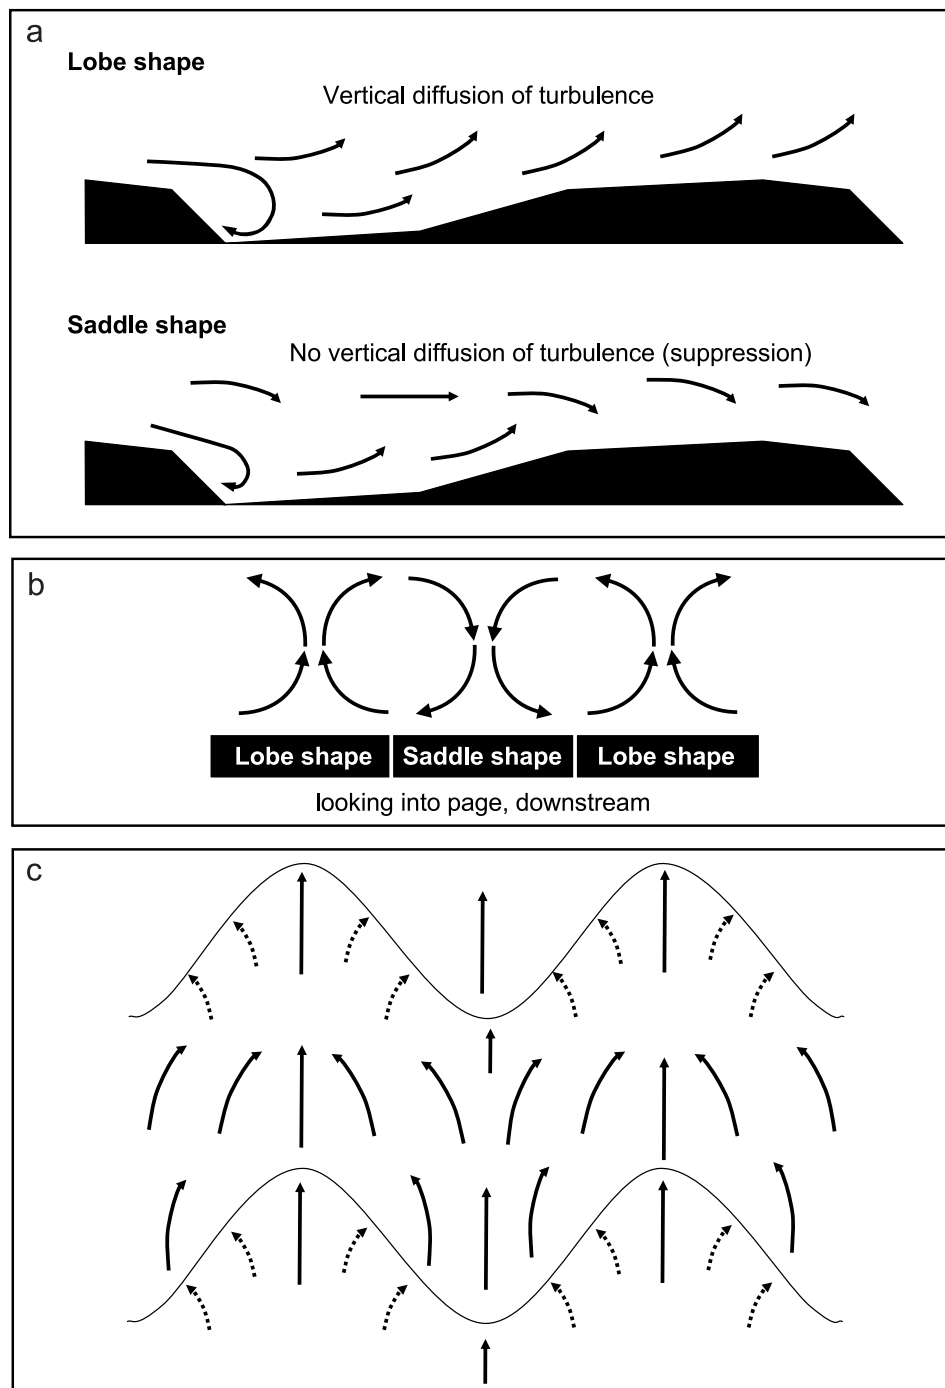 a
Lobe shape
Vertical diffusion of turbulence
Saddle shape
No vertical diffusion of turbulence (suppression)
b
Lobe shape Saddle shape Lobe shape
looking into page, downstream
c